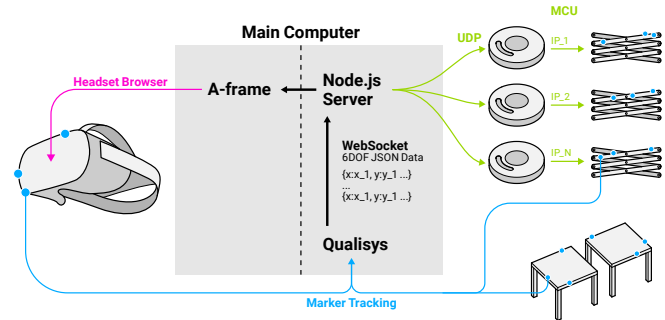 MCU
Main Computer
UDP
IP_1
Headset Browser
A-frame
Node.js
Server
IP_2
WebSocket
6DOF JSON Data
{x:x_1, y:y_1 ...}
...
{x:x_1, y:y_1 ...}
IP_N
Qualisys
Marker Tracking